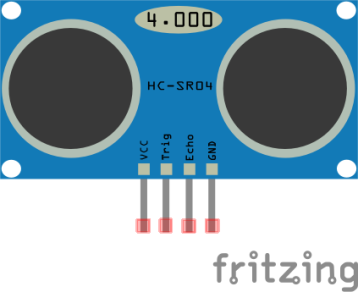 4.000
HC-SR04
VCC Trig Echo GND
fritzing